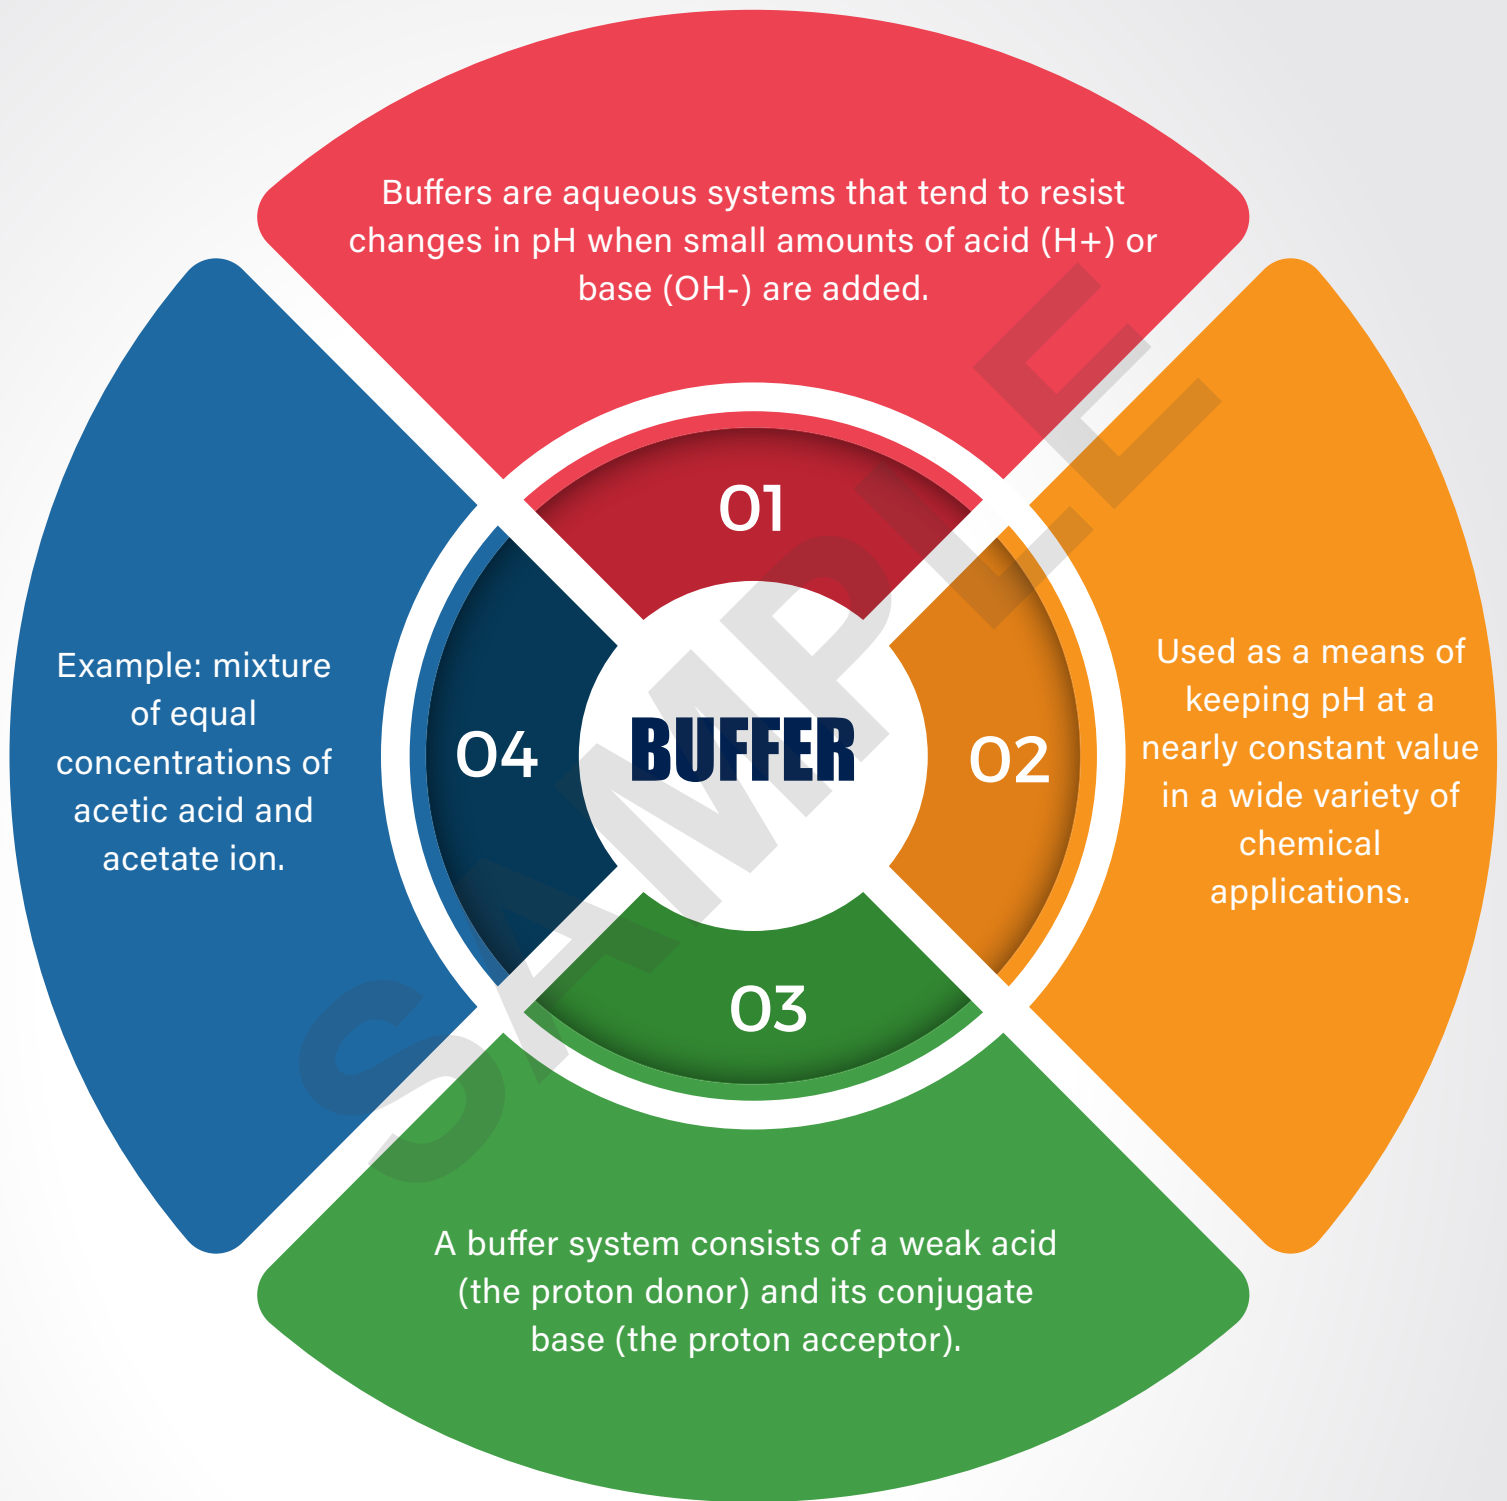 Buffers are aqueous systems that tend to resist
changes in pH when small amounts of acid (H+) or
base (OH-) are added.
01
Used as a means of
keeping pH at a
nearly constant value
in a wide variety of
chemical
applications.
02
BUFFER
04
Example: mixture
of equal
concentrations of
acetic acid and
acetate ion.
03
A buffer system consists of a weak acid
(the proton donor) and its conjugate
base (the proton acceptor).
SAMPLE